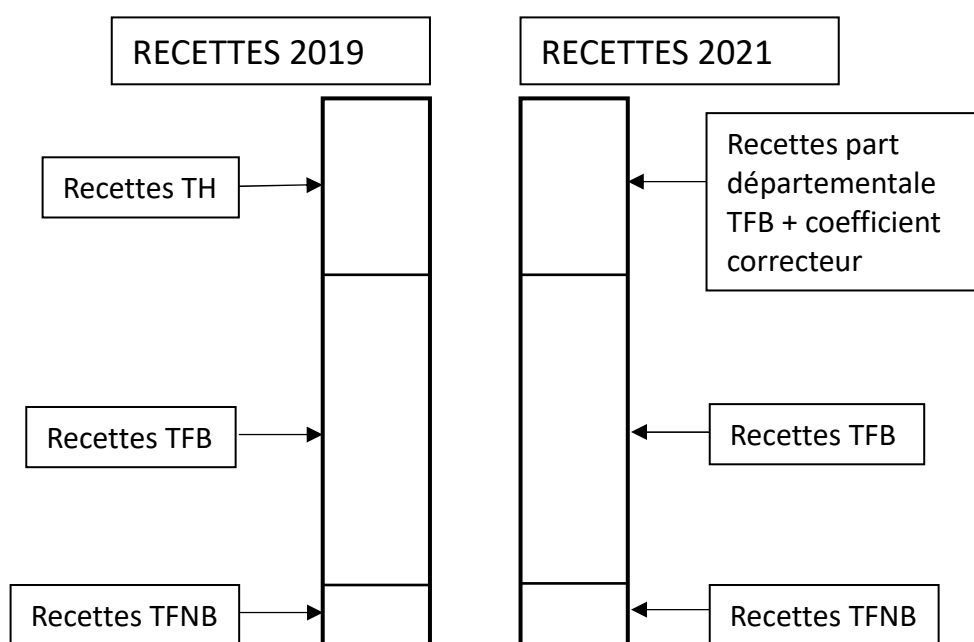 RECETTES 2019
RECETTES 2021
Recettes TH
Recettes part
départementale
TFB + coefficient
correcteur
Recettes TFB
Recettes TFB
Recettes TFNB
Recettes TFNB